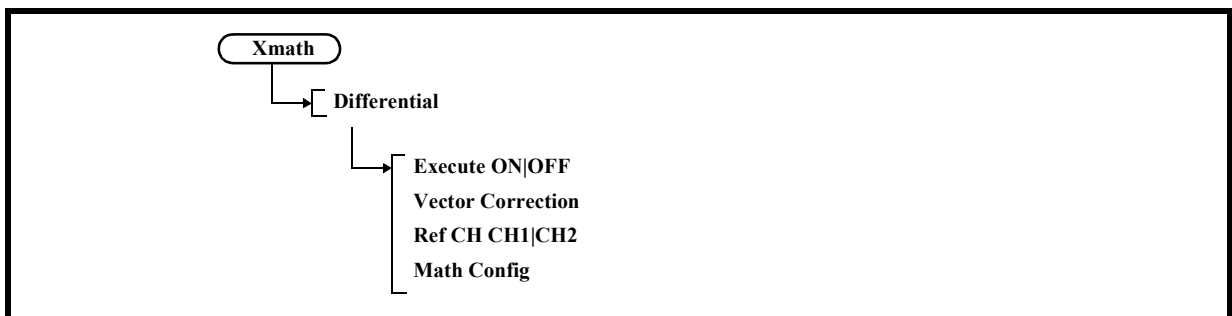 Xmath
Differential
Execute ON|OFF
Vector Correction
Ref CH CH1|CH2
Math Config